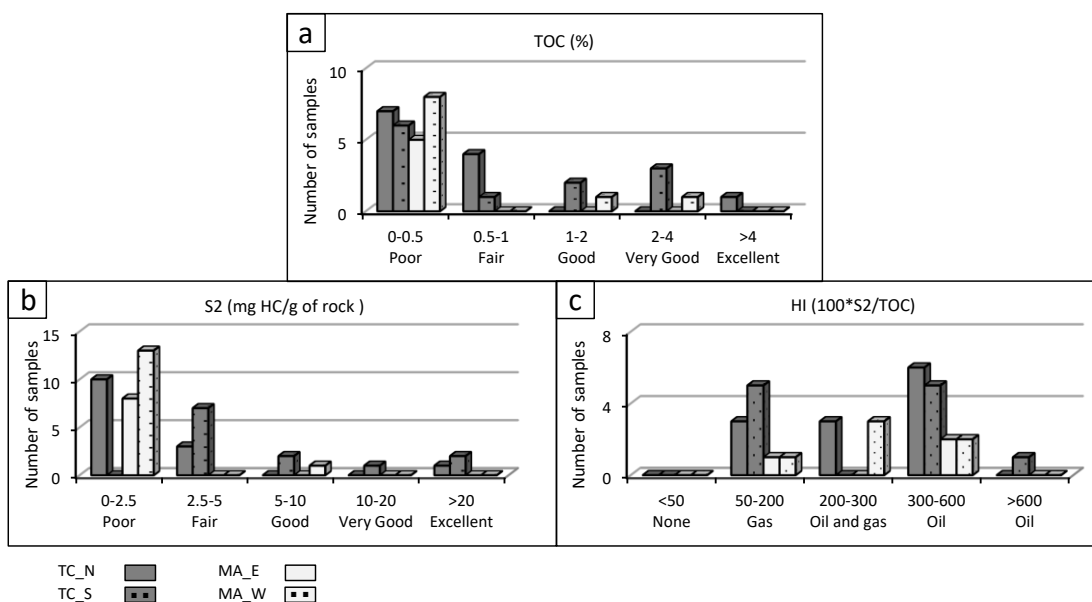 a
TOC (%)
Number of samples
10
5
0
0-0.5 0.5-1 1-2 2-4 >4
Poor Fair Good Very Good Excellent
b
S2 (mg HC/g of rock )
Number of samples
15
10
5
0
0-2.5 2.5-5 5-10 10-20 >20
Poor Fair Good Very Good Excellent
c
HI (100*S2/TOC)
Number of samples
8
4
0
<50 50-200 200-300 300-600 >600
None Gas Oil and gas Oil Oil
TC_N MA_E
TC_S MA_W